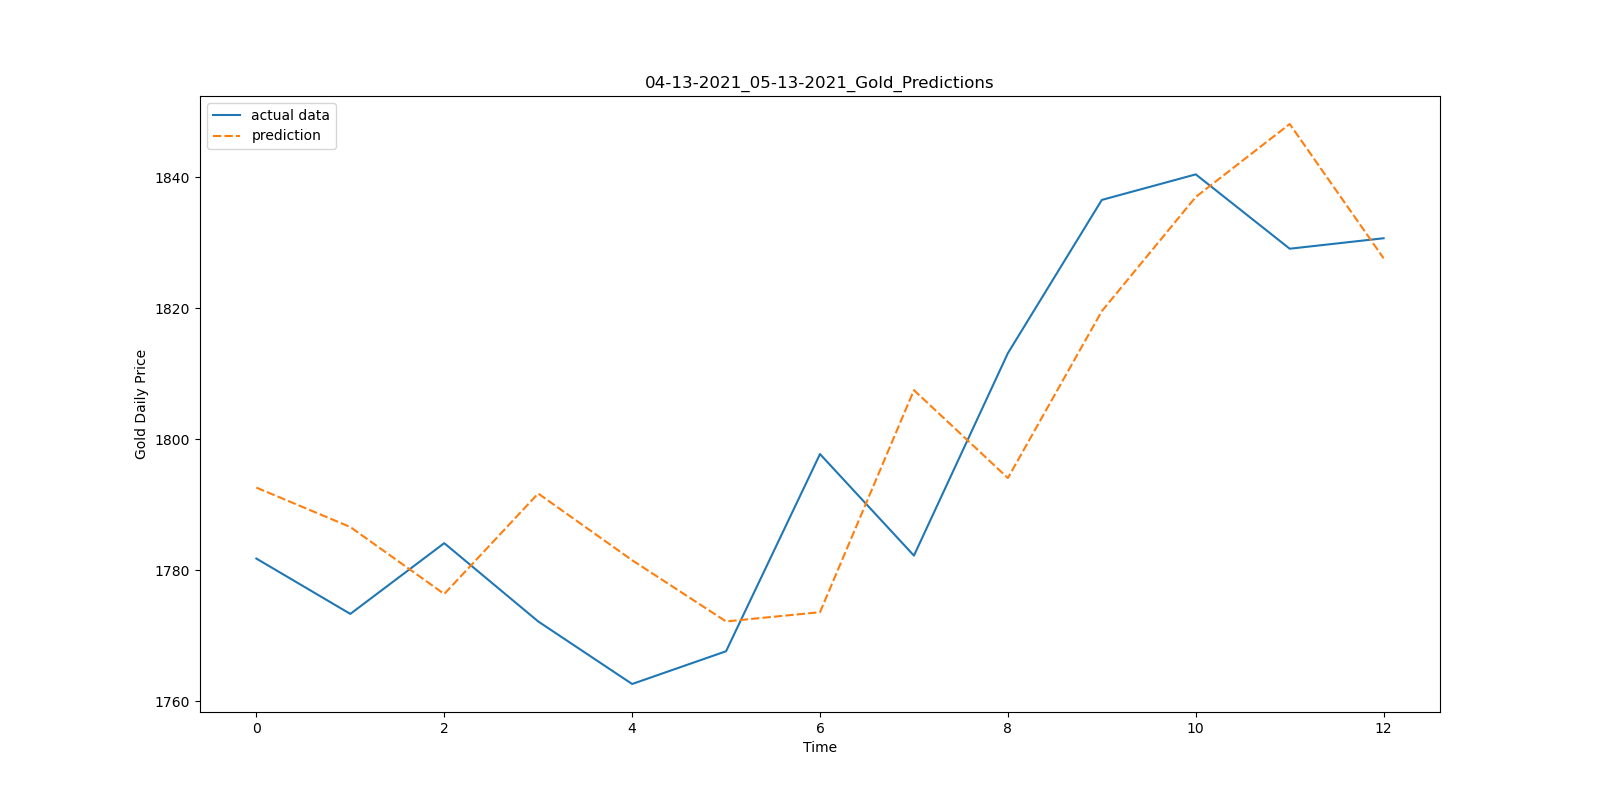 04-13-2021_05-13-2021_Gold_Predictions
actual data
prediction
1840
1820
1800
1780
1760
Gold Daily Price
0 2 4 6 8 10 12
Time